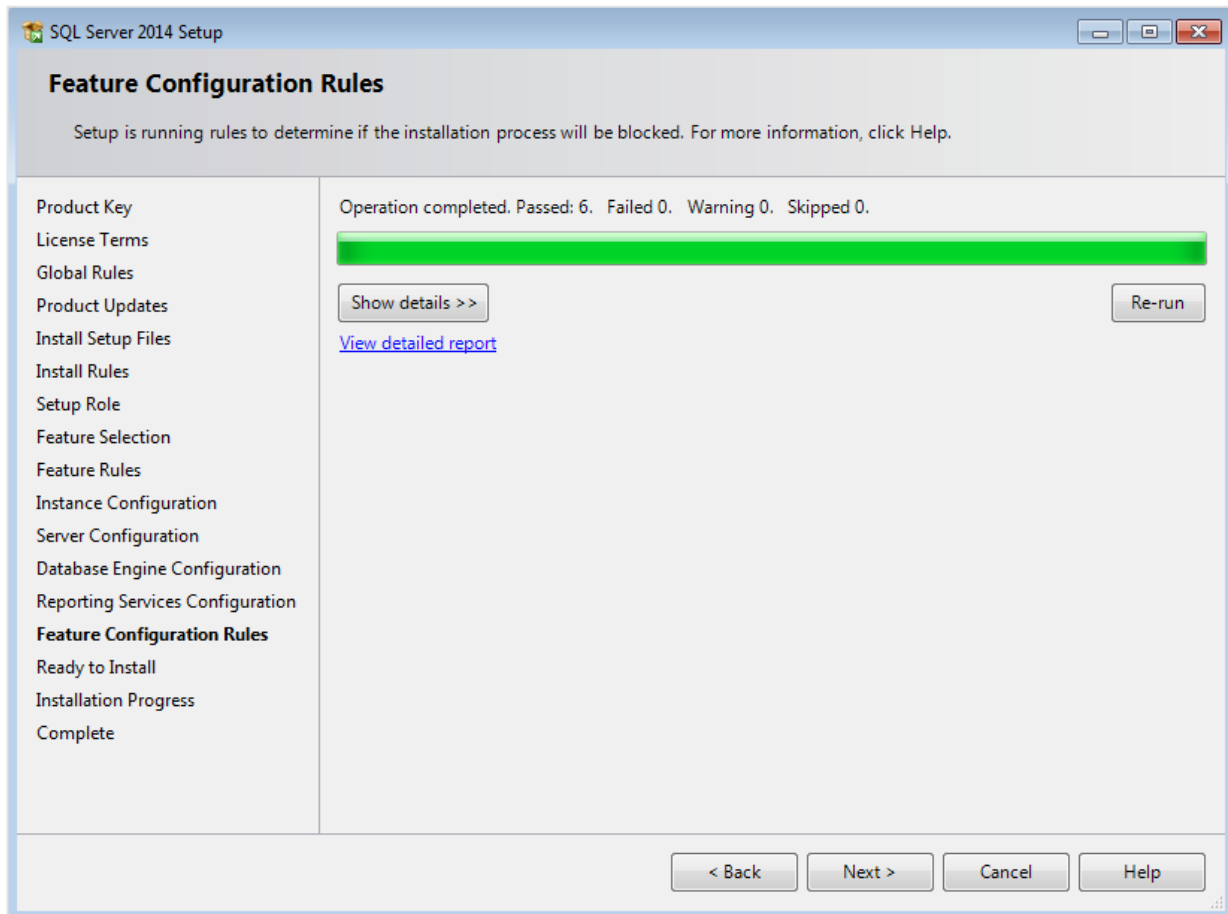 SQL Server 2014 Setup
Feature Configuration Rules
Setup is running rules to determine if the installation process will be blocked. For more information, click Help.
Product Key
License Terms
Global Rules
Product Updates
Install Setup Files
Install Rules
Setup Role
Feature Selection
Feature Rules
Instance Configuration
Server Configuration
Database Engine Configuration
Reporting Services Configuration
Feature Configuration Rules
Ready to Install
Installation Progress
Complete
Operation completed. Passed: 6. Failed 0. Warning 0. Skipped 0.
Show details >>
Re-run
View detailed report
< Back
Next >
Cancel
Help